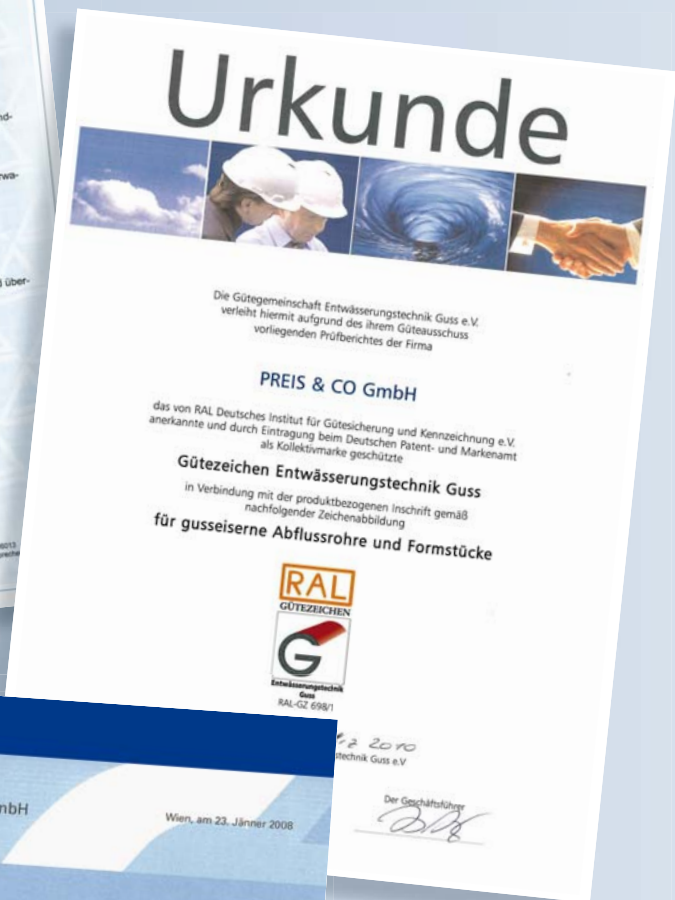 Urkunde
Die Gütegemeinschaft Entwässerungstechnik Guss e.V.
verleiht hiermit aufgrund des ihrem Güteausschuss
vorliegenden Prüfberichtes der Firma
PREIS & CO GmbH
das von RAL Deutsches Institut für Gütesicherung und Kennzeichnung e.V.
anerkannte und durch Eintragung beim Deutschen Patent- und Markenamt
als Kollektivmarke geschützte
Gütezeichen Entwässerungstechnik Guss
in Verbindung mit der produktbezogenen Inschrift gemäß
nachfolgender Zeichenabbildung
für gusseiserne Abflussrohre und Formstücke
RAL
GÜTEZEICHEN
G
Entwässerungstechnik
Guss
RAL-GZ 698/1
2010
technik Guss e.V
Der Geschäftsführer
nd-
rwa-
d über-
mbH
Wien, am 23. Jänner 2008